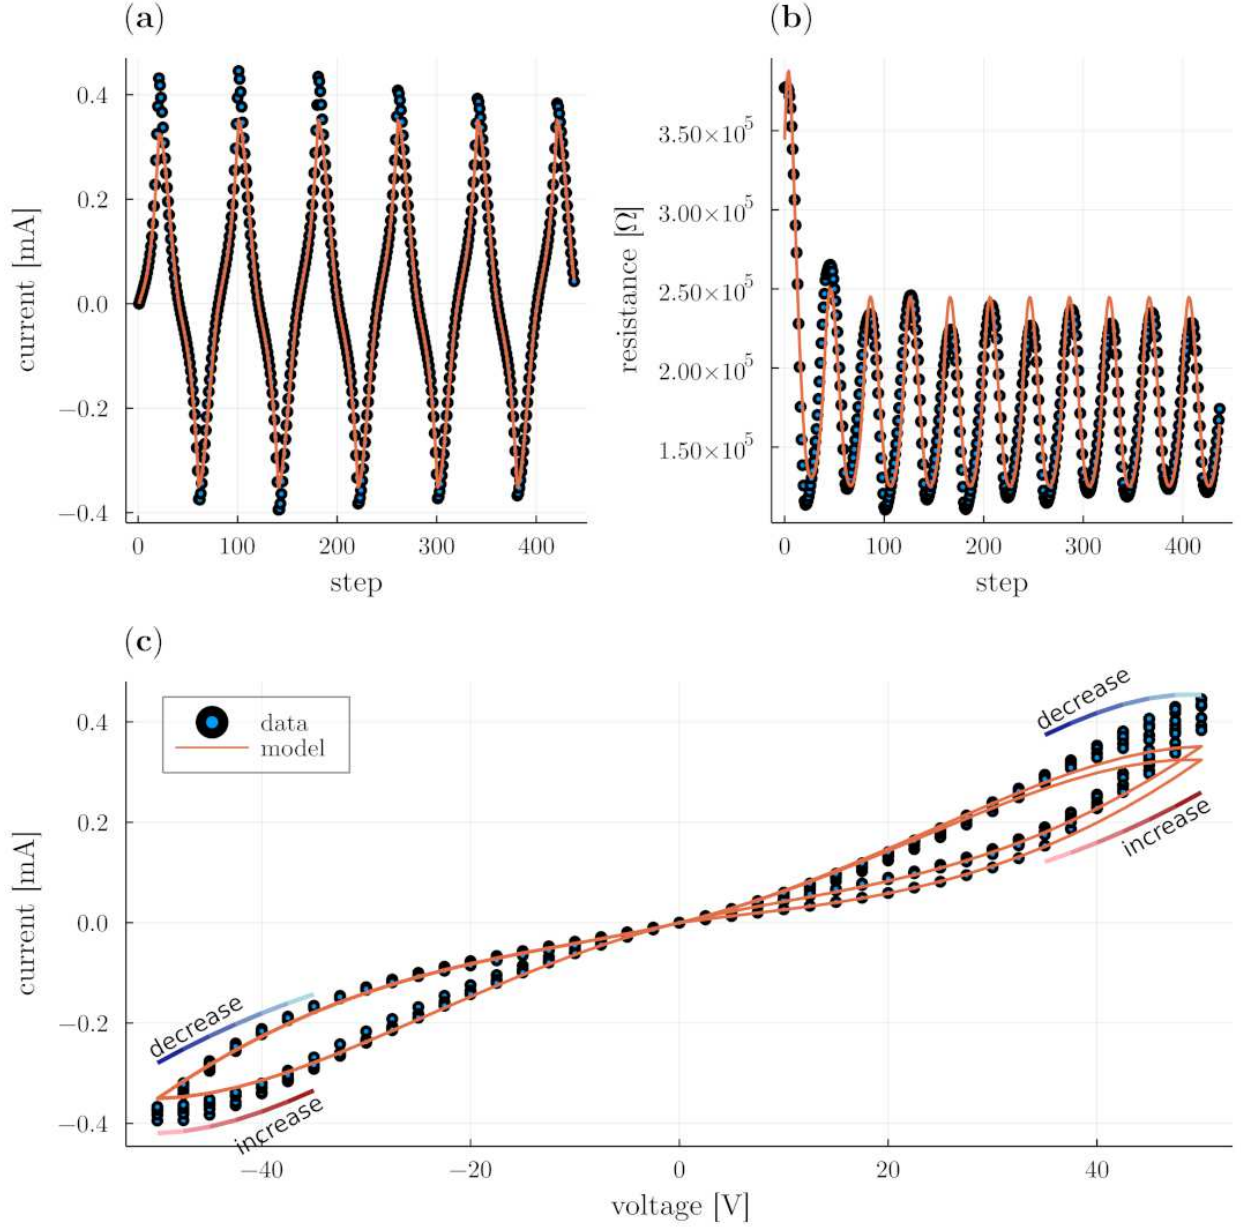 (a)
0.4
0.2
0.0
−0.2
−0.4
current [mA]
0 100 200 300 400
step
(b)
3.50×10⁵
3.00×10⁵
2.50×10⁵
2.00×10⁵
1.50×10⁵
resistance [Ω]
0 100 200 300 400
step
(c)
data
model
decrease
increase
decrease
increase
0.4
0.2
0.0
−0.2
−0.4
current [mA]
−40 −20 0 20 40
voltage [V]